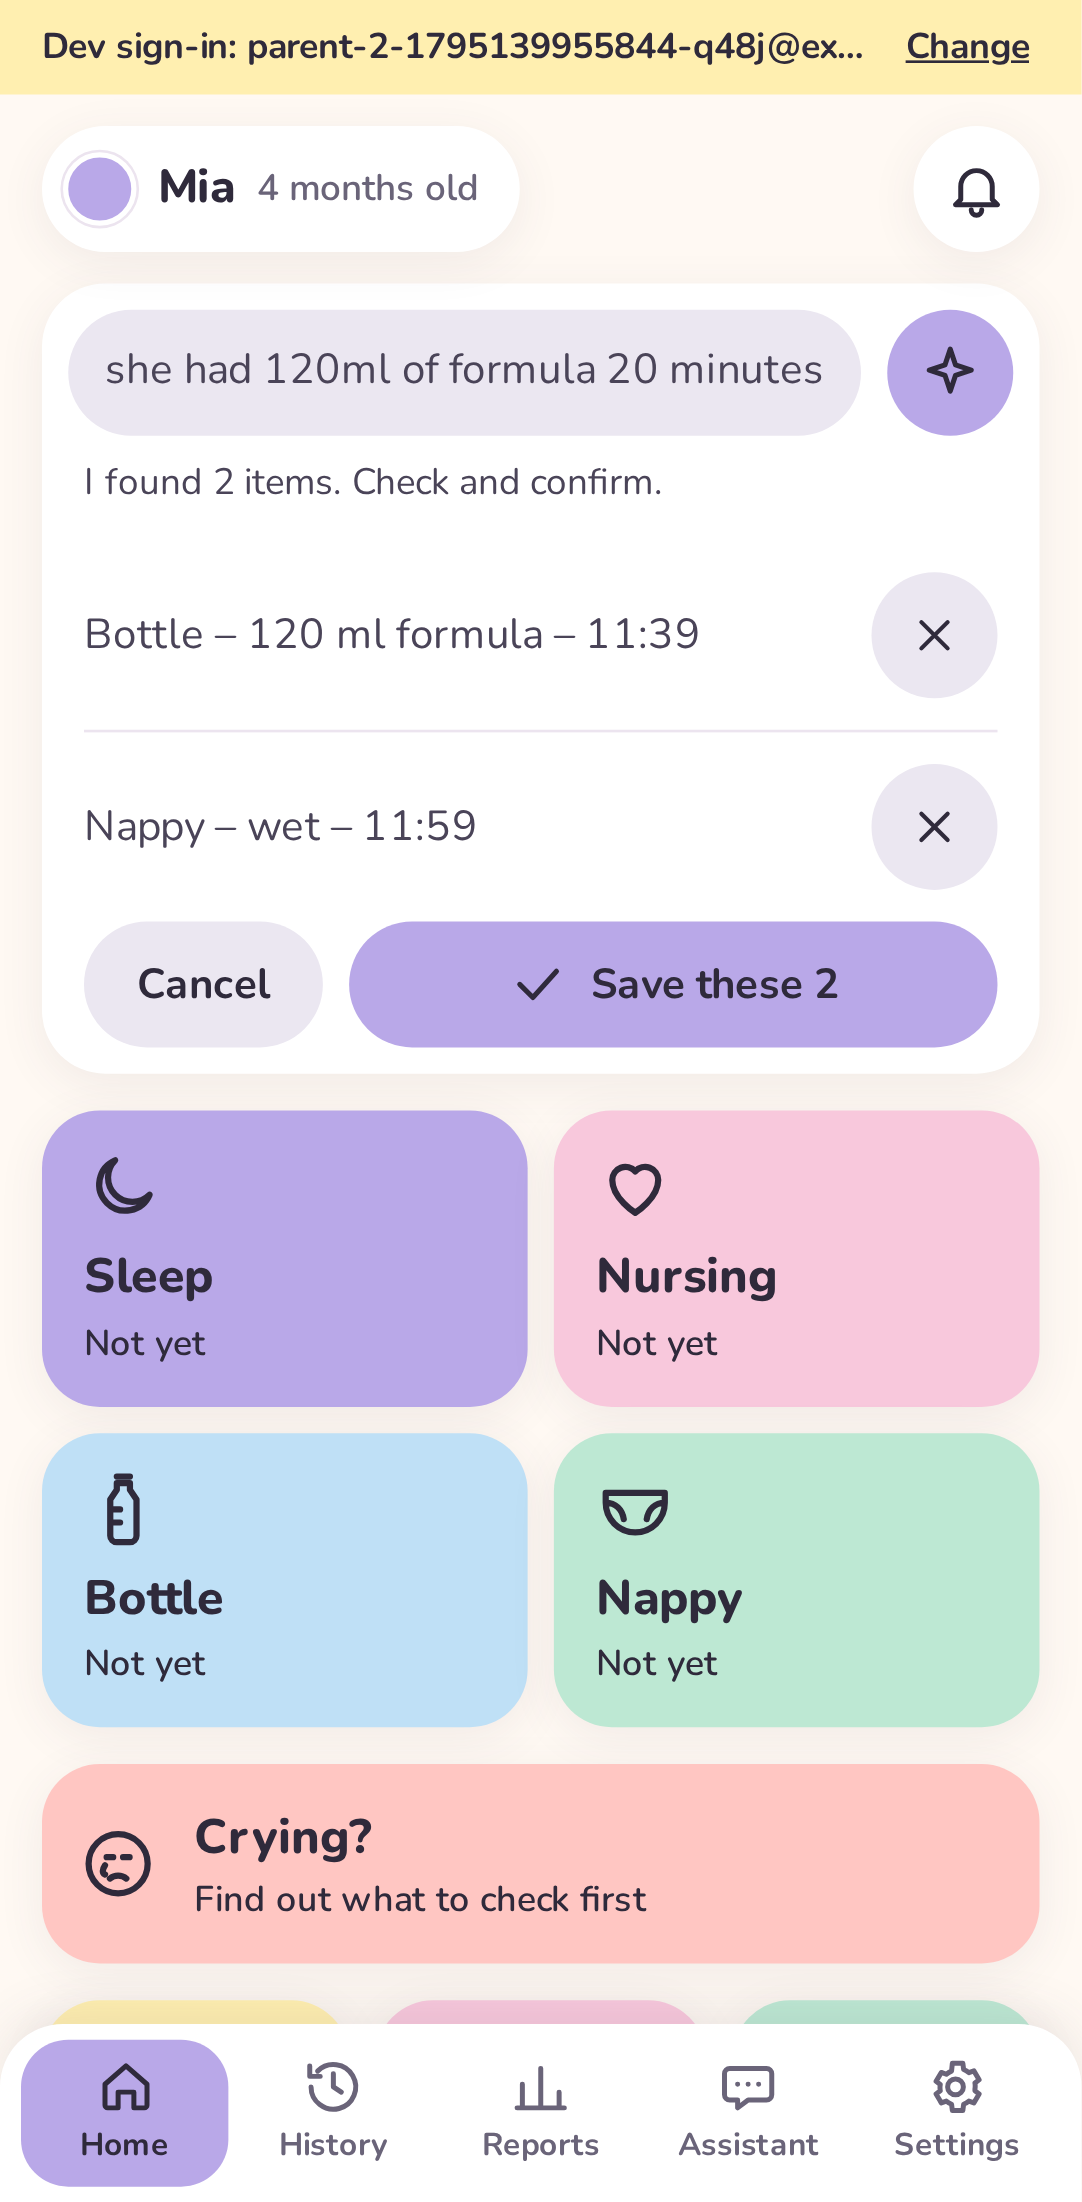 Dev sign-in: parent-2-1795139955844-q48j@ex... Change
Mia 4 months old
she had 120ml of formula 20 minutes
I found 2 items. Check and confirm.
Bottle – 120 ml formula – 11:39
Nappy – wet – 11:59
Cancel
Save these 2
Sleep
Not yet
Nursing
Not yet
Bottle
Not yet
Nappy
Not yet
Crying?
Find out what to check first
Home
History
Reports
Assistant
Settings